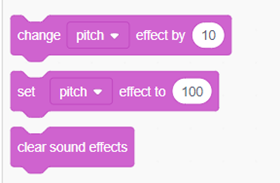 change pitch effect by 10
set pitch effect to 100
clear sound effects